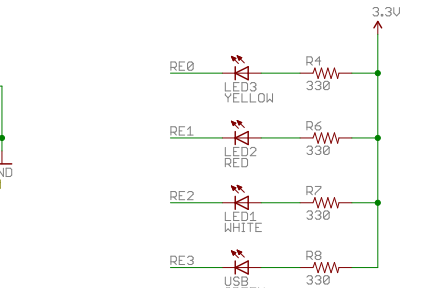 3.3V
RE0
R4
330
LED3
YELLOW
RE1
R6
330
LED2
RED
ND
RE2
R7
330
LED1
WHITE
RE3
R8
330
USB